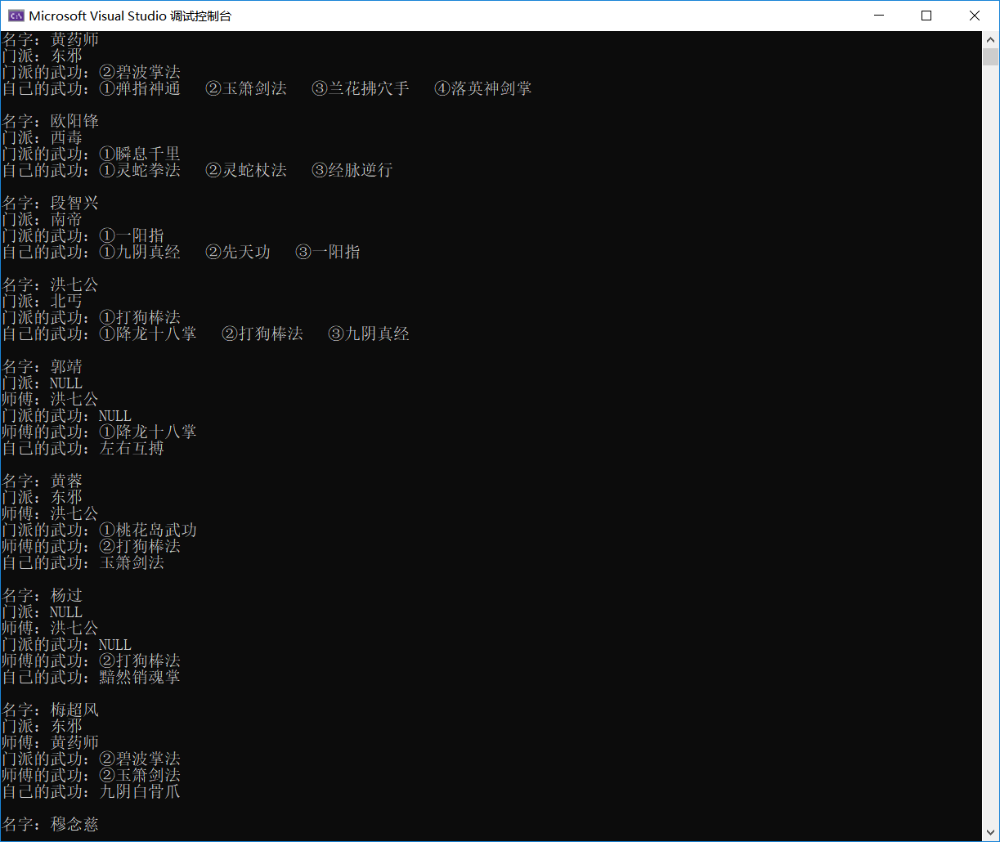 Microsoft Visual Studio 调试控制台
名字：黄药师
门派：东邪
门派的武功：②碧波掌法
自己的武功：①弹指神通   ②玉箫剑法   ③兰花拂穴手   ④落英神剑掌
名字：欧阳锋
门派：西毒
门派的武功：①瞬息千里
自己的武功：①灵蛇拳法   ②灵蛇杖法   ③经脉逆行
名字：段智兴
门派：南帝
门派的武功：①一阳指
自己的武功：①九阴真经   ②先天功   ③一阳指
名字：洪七公
门派：北丐
门派的武功：①打狗棒法
自己的武功：①降龙十八掌   ②打狗棒法   ③九阴真经
名字：郭靖
门派：NULL
师傅：洪七公
门派的武功：NULL
师傅的武功：①降龙十八掌
自己的武功：左右互搏
名字：黄蓉
门派：东邪
师傅：洪七公
门派的武功：①桃花岛武功
师傅的武功：②打狗棒法
自己的武功：玉箫剑法
名字：杨过
门派：NULL
师傅：洪七公
门派的武功：NULL
师傅的武功：②打狗棒法
自己的武功：黯然销魂掌
名字：梅超风
门派：东邪
师傅：黄药师
门派的武功：②碧波掌法
师傅的武功：②玉箫剑法
自己的武功：九阴白骨爪
名字：穆念慈